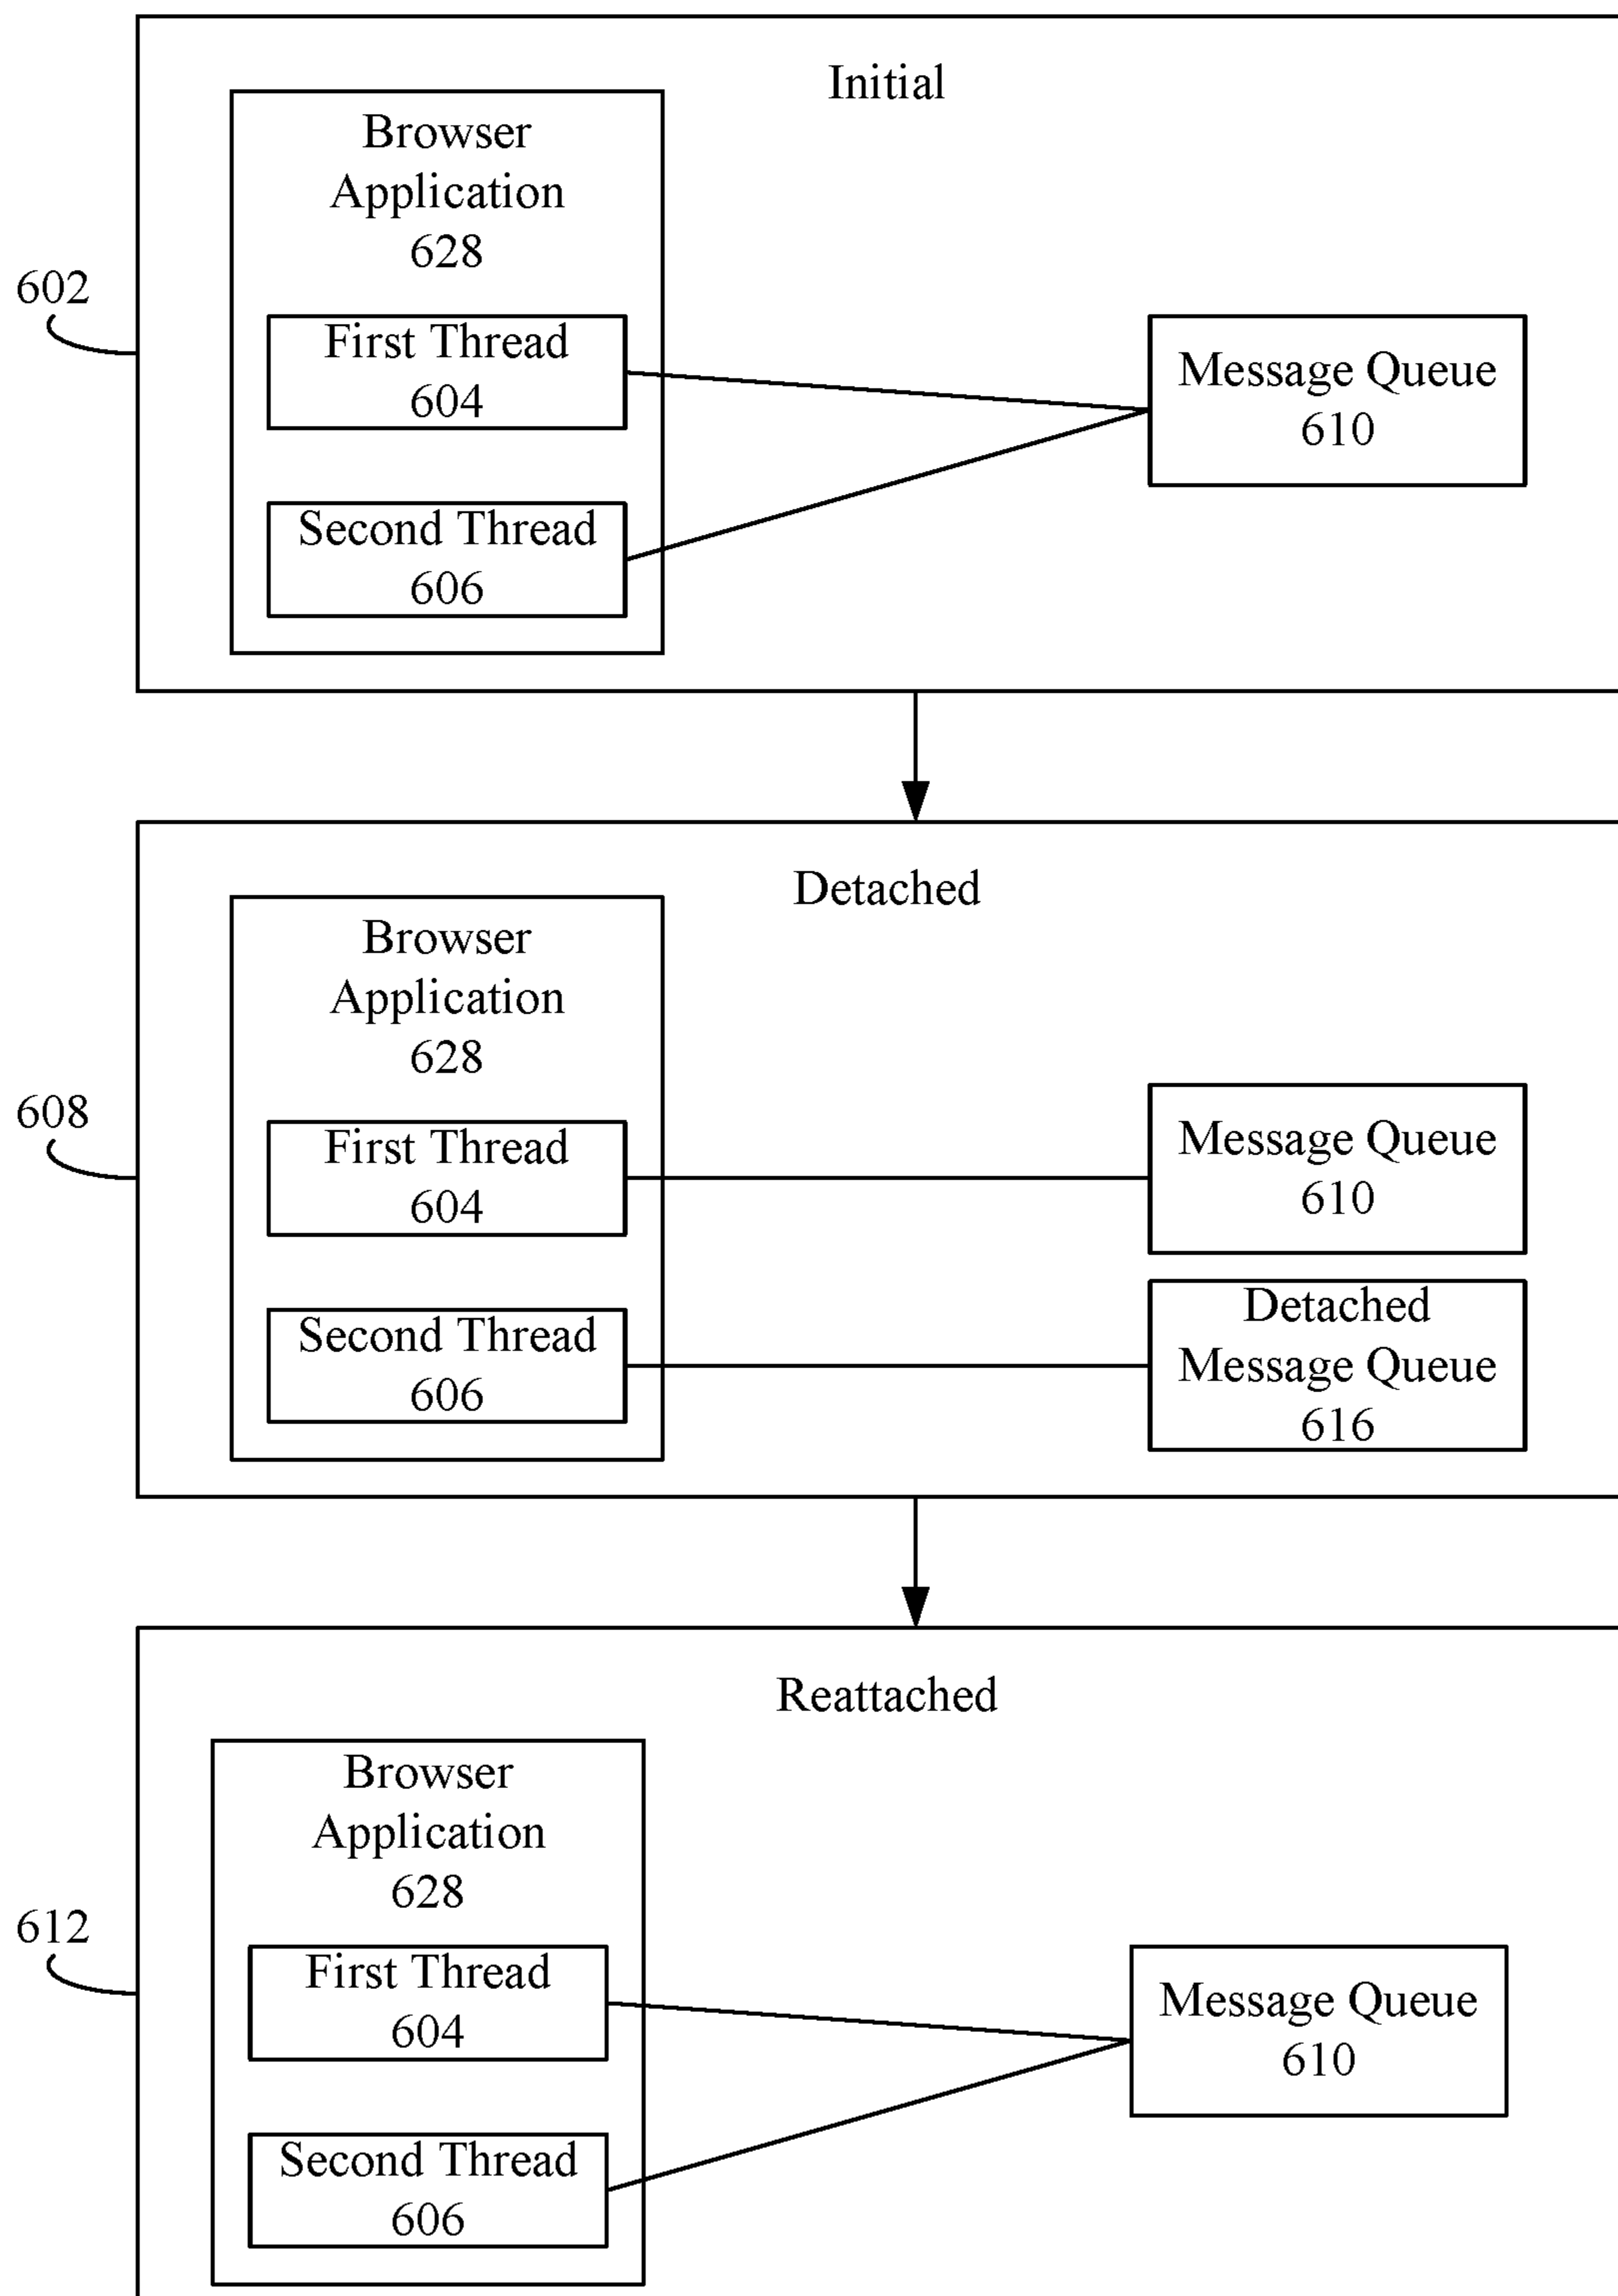 Initial
Browser
Application
628
602
First Thread
604
Message Queue
610
Second Thread
606
Detached
Browser
Application
628
608
First Thread
604
Message Queue
610
Second Thread
606
Detached
Message Queue
616
Reattached
Browser
Application
628
612
First Thread
604
Message Queue
610
Second Thread
606